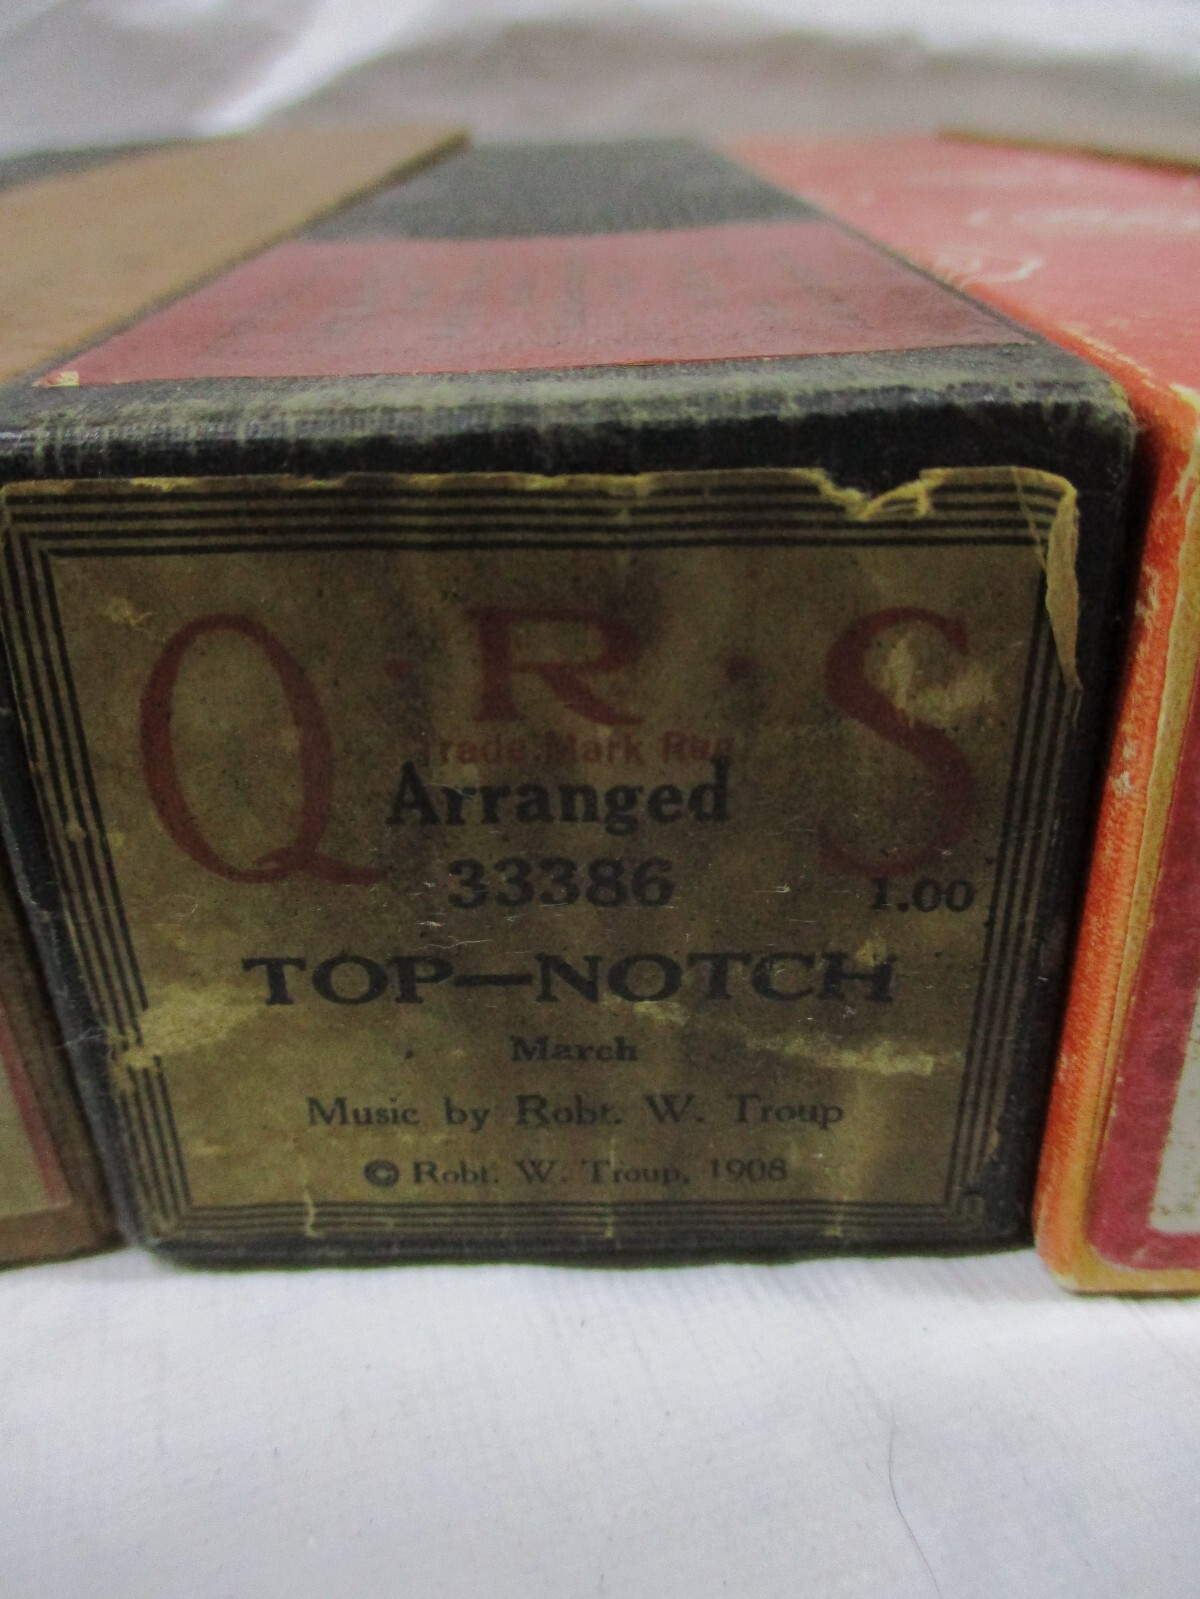 Q·R·S
Trade Mark Reg
Arranged
33386
1.00
TOP—NOTCH
March
Music by Robt. W. Troup
© Robt. W. Troup, 1908